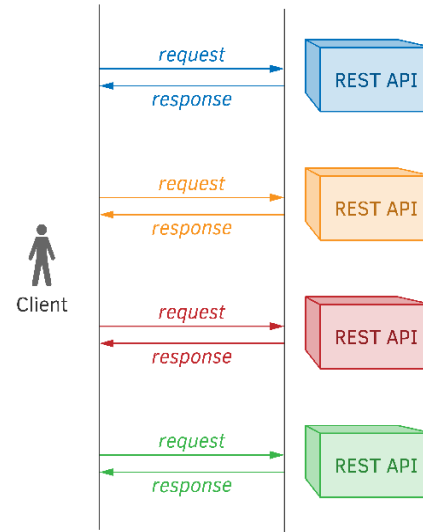 request
REST API
response
request
REST API
response
Client
request
REST API
response
request
REST API
response